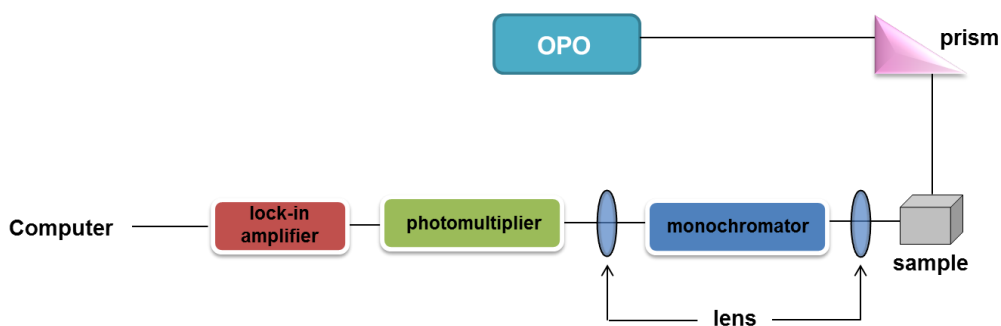 OPO
prism
Computer
lock-in
amplifier
photomultiplier
monochromator
sample
lens